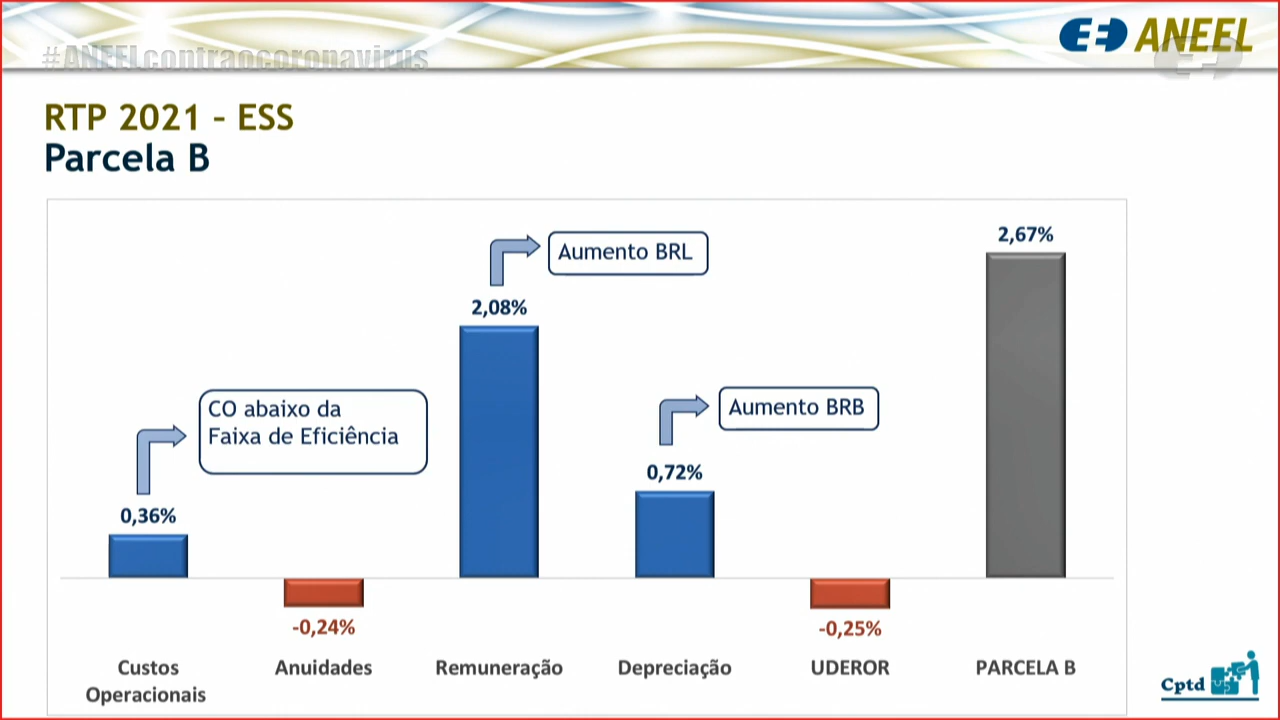 #ANEELcontraocoronavirus
ANEEL
RTP 2021 - ESS
Parcela B
2,67%
Aumento BRL
2,08%
CO abaixo da
Faixa de Eficiência
Aumento BRB
0,72%
0,36%
-0,24%
-0,25%
Custos
Operacionais
Anuidades
Remuneração
Depreciação
UDEROR
PARCELA B
Cptd